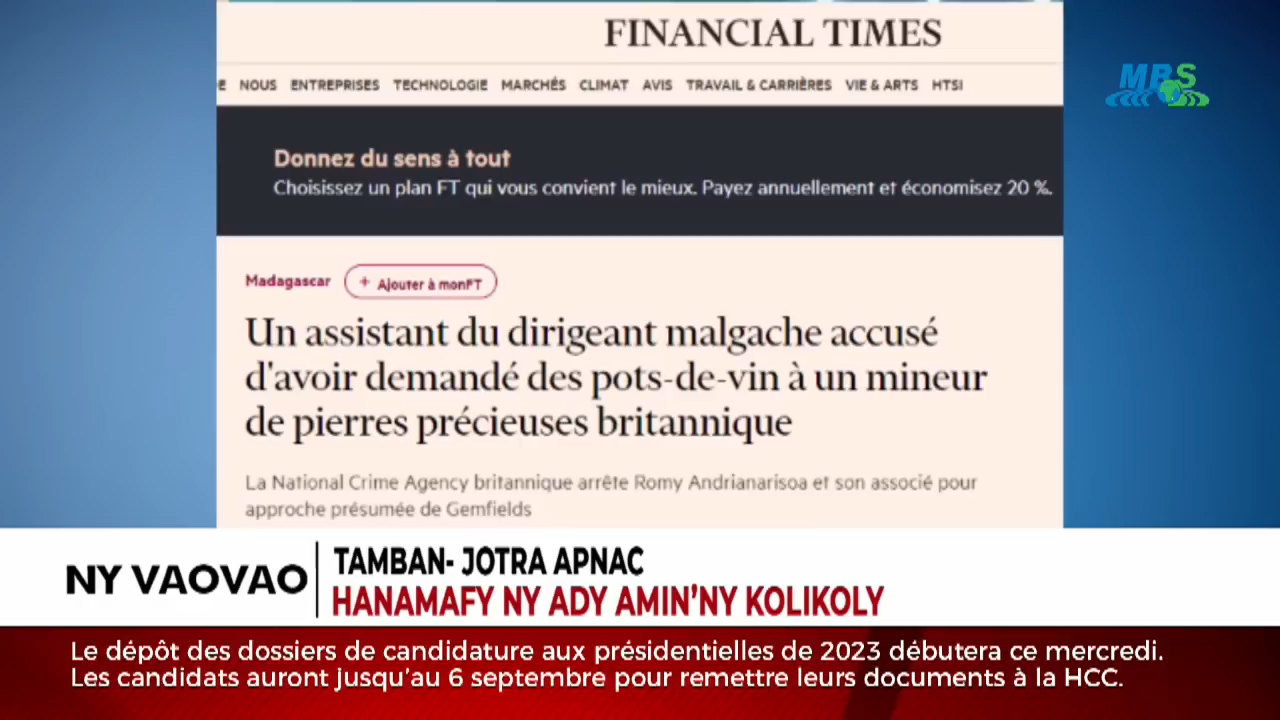 FINANCIAL TIMES
E NOUS ENTREPRISES TECHNOLOGIE MARCHÉS CLIMAT AVIS TRAVAIL & CARRIÈRES VIE & ARTS HTSI
MBS
Donnez du sens à tout
Choisissez un plan FT qui vous convient le mieux. Payez annuellement et économisez 20 %.
Madagascar + Ajouter à monFT
Un assistant du dirigeant malgache accusé
d'avoir demandé des pots-de-vin à un mineur
de pierres précieuses britannique
La National Crime Agency britannique arrête Romy Andrianarisoa et son associé pour
approche présumée de Gemfields
NY VAOVAO
TAMBAN- JOTRA APNAC
HANAMAFY NY ADY AMIN'NY KOLIKOLY
Le dépôt des dossiers de candidature aux présidentielles de 2023 débutera ce mercredi.
Les candidats auront jusqu'au 6 septembre pour remettre leurs documents à la HCC.